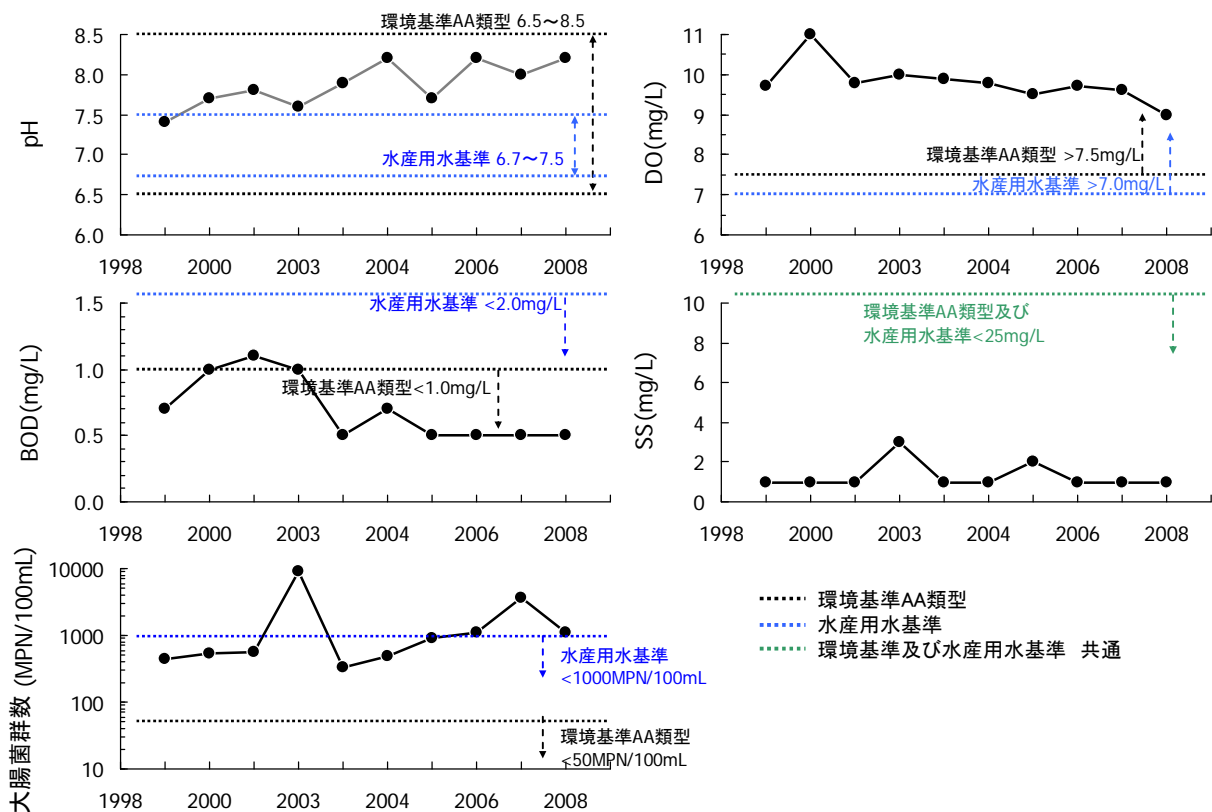 環境基準AA類型 6.5～8.5
8.5
8.0
7.5
7.0
6.5
6.0
pH
水産用水基準 6.7～7.5
1998 2000 2003 2004 2006 2008
11
10
9
8
7
6
DO(mg/L)
環境基準AA類型 >7.5mg/L
水産用水基準 >7.0mg/L
1998 2000 2003 2004 2006 2008
1.5
1.0
0.5
0.0
BOD(mg/L)
水産用水基準 <2.0mg/L
環境基準AA類型<1.0mg/L
1998 2000 2003 2004 2006 2008
10
8
6
4
2
0
SS(mg/L)
環境基準AA類型及び
水産用水基準<25mg/L
1998 2000 2003 2004 2006 2008
10000
1000
100
10
大腸菌群数 (MPN/100mL)
水産用水基準
<1000MPN/100mL
環境基準AA類型
<50MPN/100mL
1998 2000 2003 2004 2006 2008
環境基準AA類型
水産用水基準
環境基準及び水産用水基準　共通